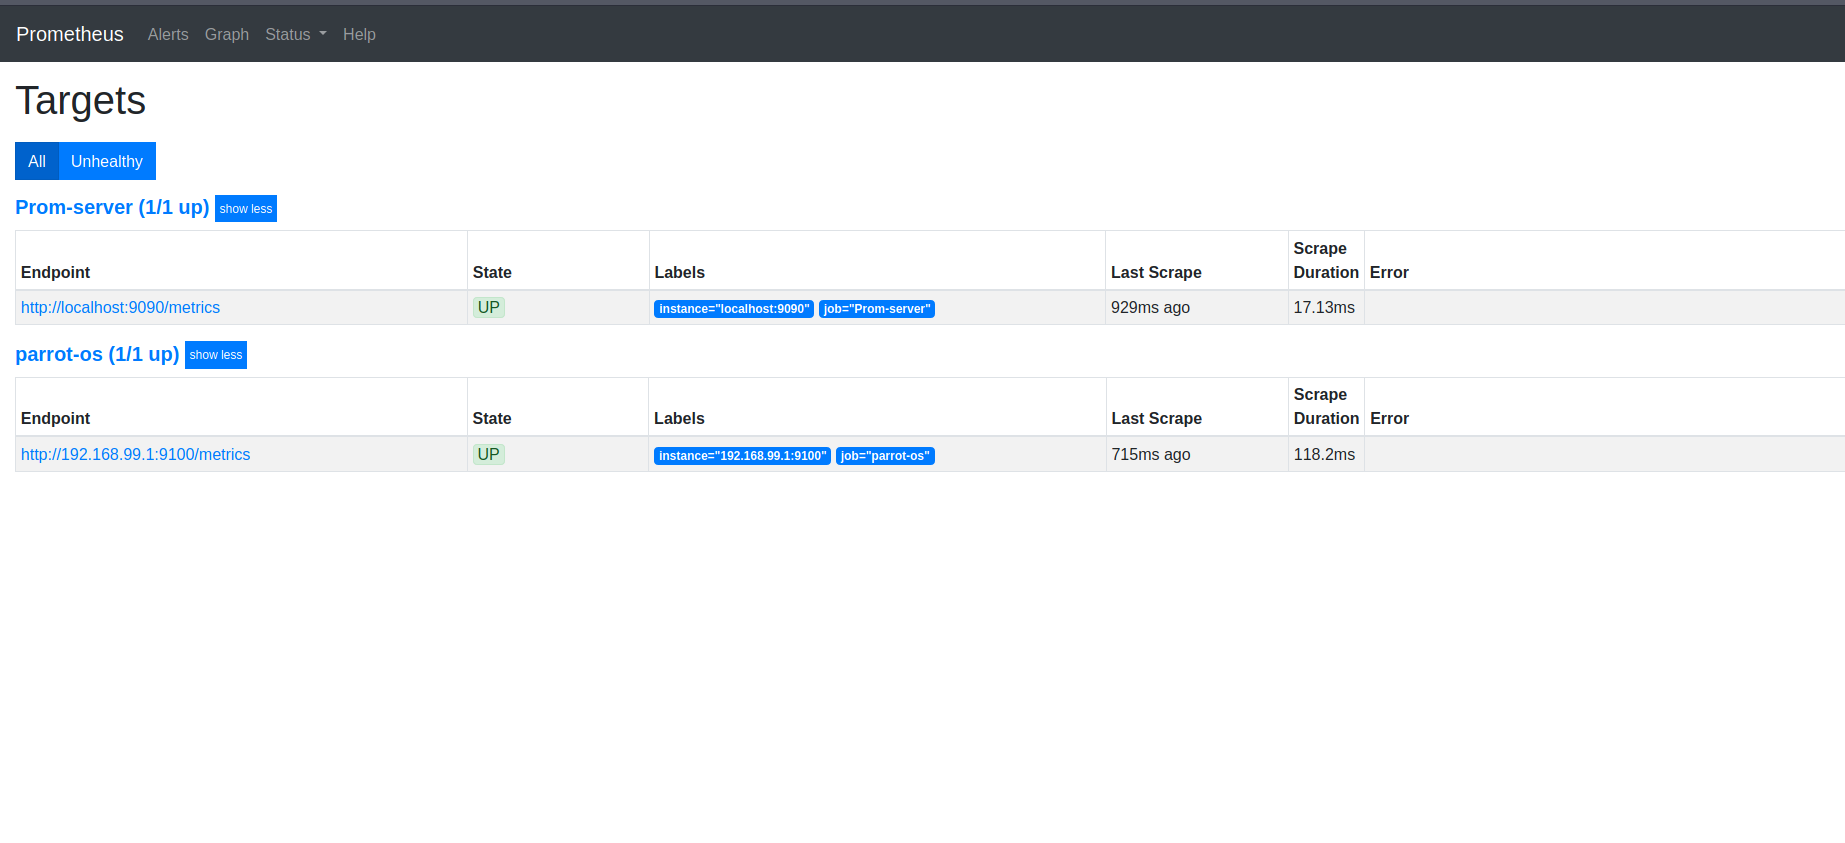 Prometheus Alerts Graph Status Help
Targets
All Unhealthy
Prom-server (1/1 up) show less
Endpoint State Labels Last Scrape Scrape Duration Error
http://localhost:9090/metrics UP instance="localhost:9090" job="Prom-server" 929ms ago 17.13ms
parrot-os (1/1 up) show less
Endpoint State Labels Last Scrape Scrape Duration Error
http://192.168.99.1:9100/metrics UP instance="192.168.99.1:9100" job="parrot-os" 715ms ago 118.2ms